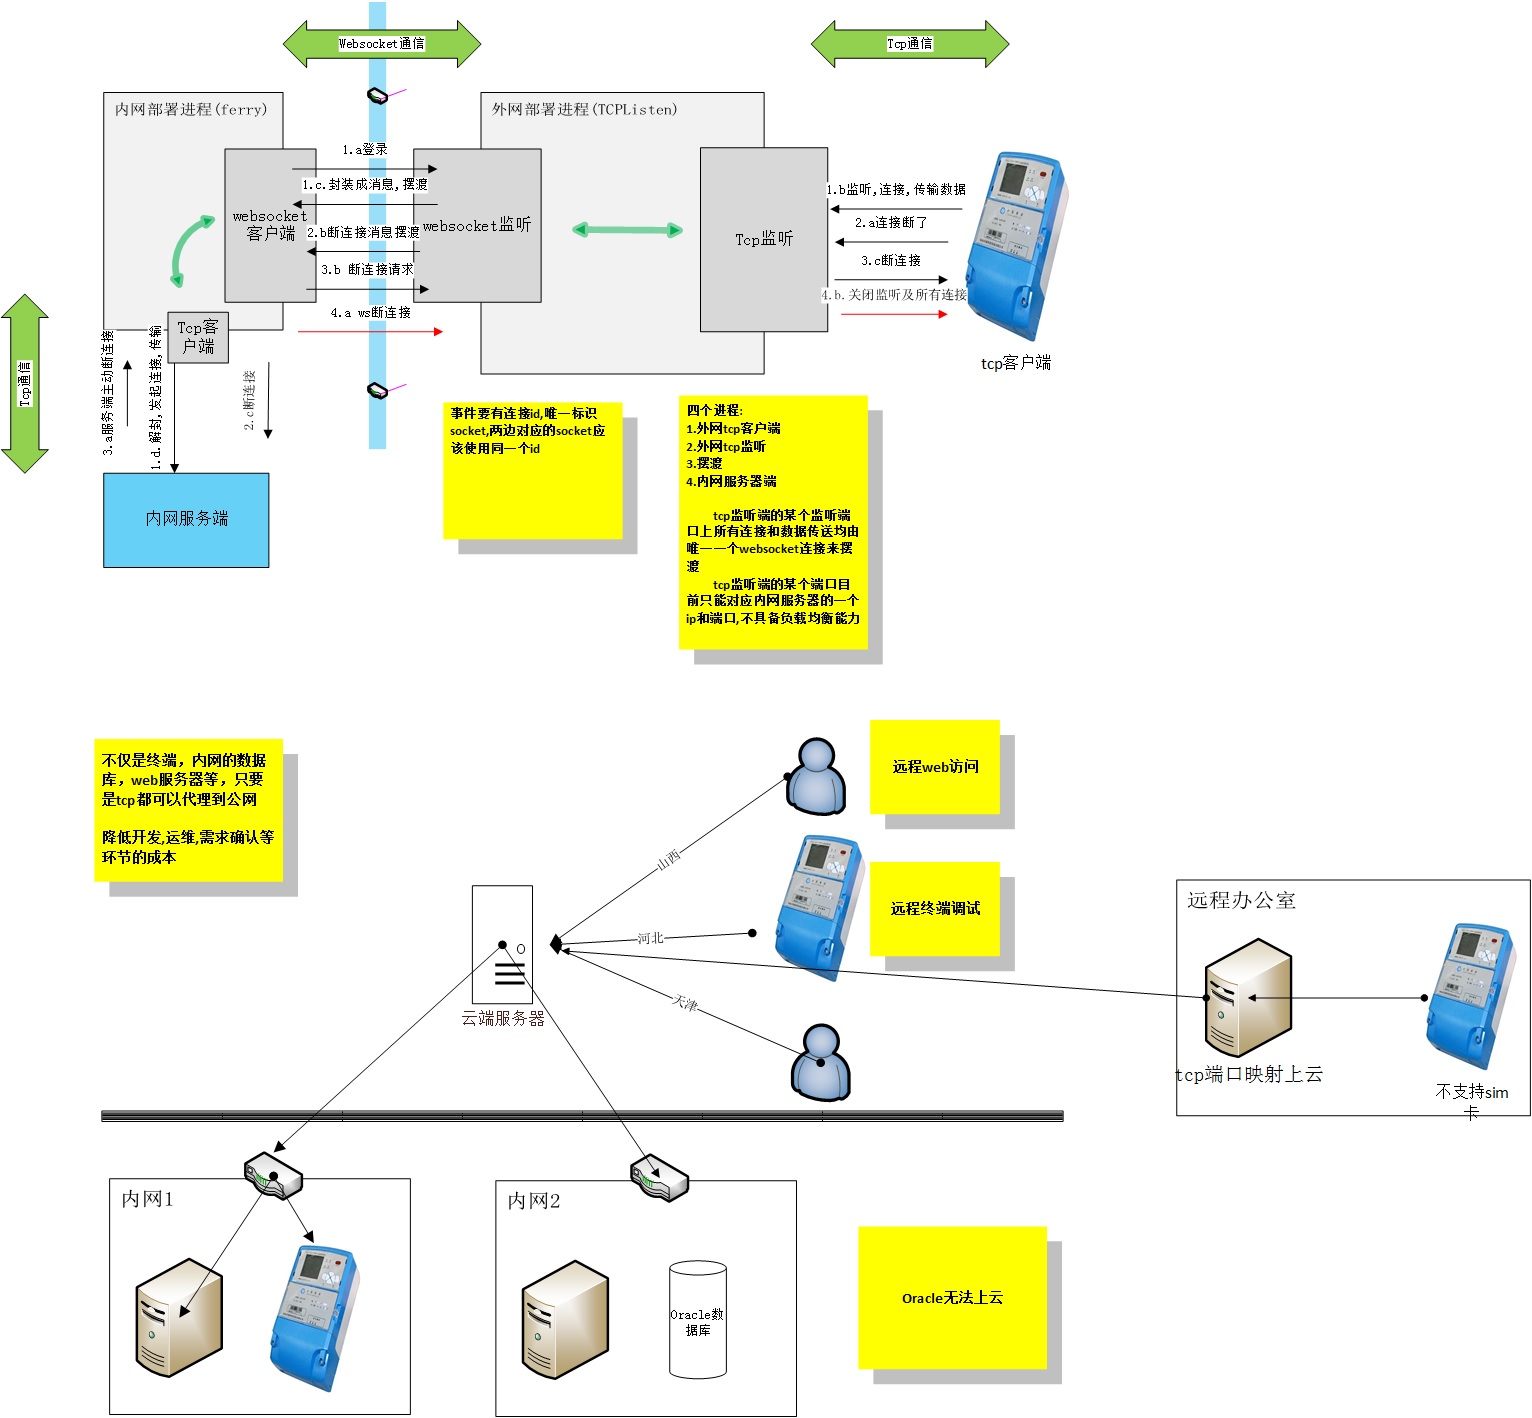 Websocket通信
Tcp通信
内网部署进程(ferry)
外网部署进程(TCPListen)
1.a登录
1.c.封装成消息,摆渡
websocket
客户端
2.b断连接消息摆渡
3.b 断连接请求
4.a ws断连接
websocket监听
Tcp监听
1.b监听,连接,传输数据
2.a连接断了
3.c断连接
4.b.关闭监听及所有连接
tcp客户端
Tcp客
户端
Tcp通信
3.a服务端主动断连接
1.d.解封,发起连接,传输
2.c断连接
内网服务端
事件要有连接id,唯一标识
socket,两边对应的socket应
该使用同一个id
四个进程:
1.外网tcp客户端
2.外网tcp监听
3.摆渡
4.内网服务器端
tcp监听端的某个监听端
口上所有连接和数据传送均由
唯一一个websocket连接来摆
渡
tcp监听端的某个端口目
前只能对应内网服务器的一个
ip和端口,不具备负载均衡能力
不仅是终端，内网的数据
库，web服务器等，只要
是tcp都可以代理到公网
降低开发,运维,需求确认等
环节的成本
远程web访问
山西
远程终端调试
河北
天津
云端服务器
远程办公室
tcp端口映射上云
不支持sim
卡
内网1
内网2
Oracle数
据库
Oracle无法上云